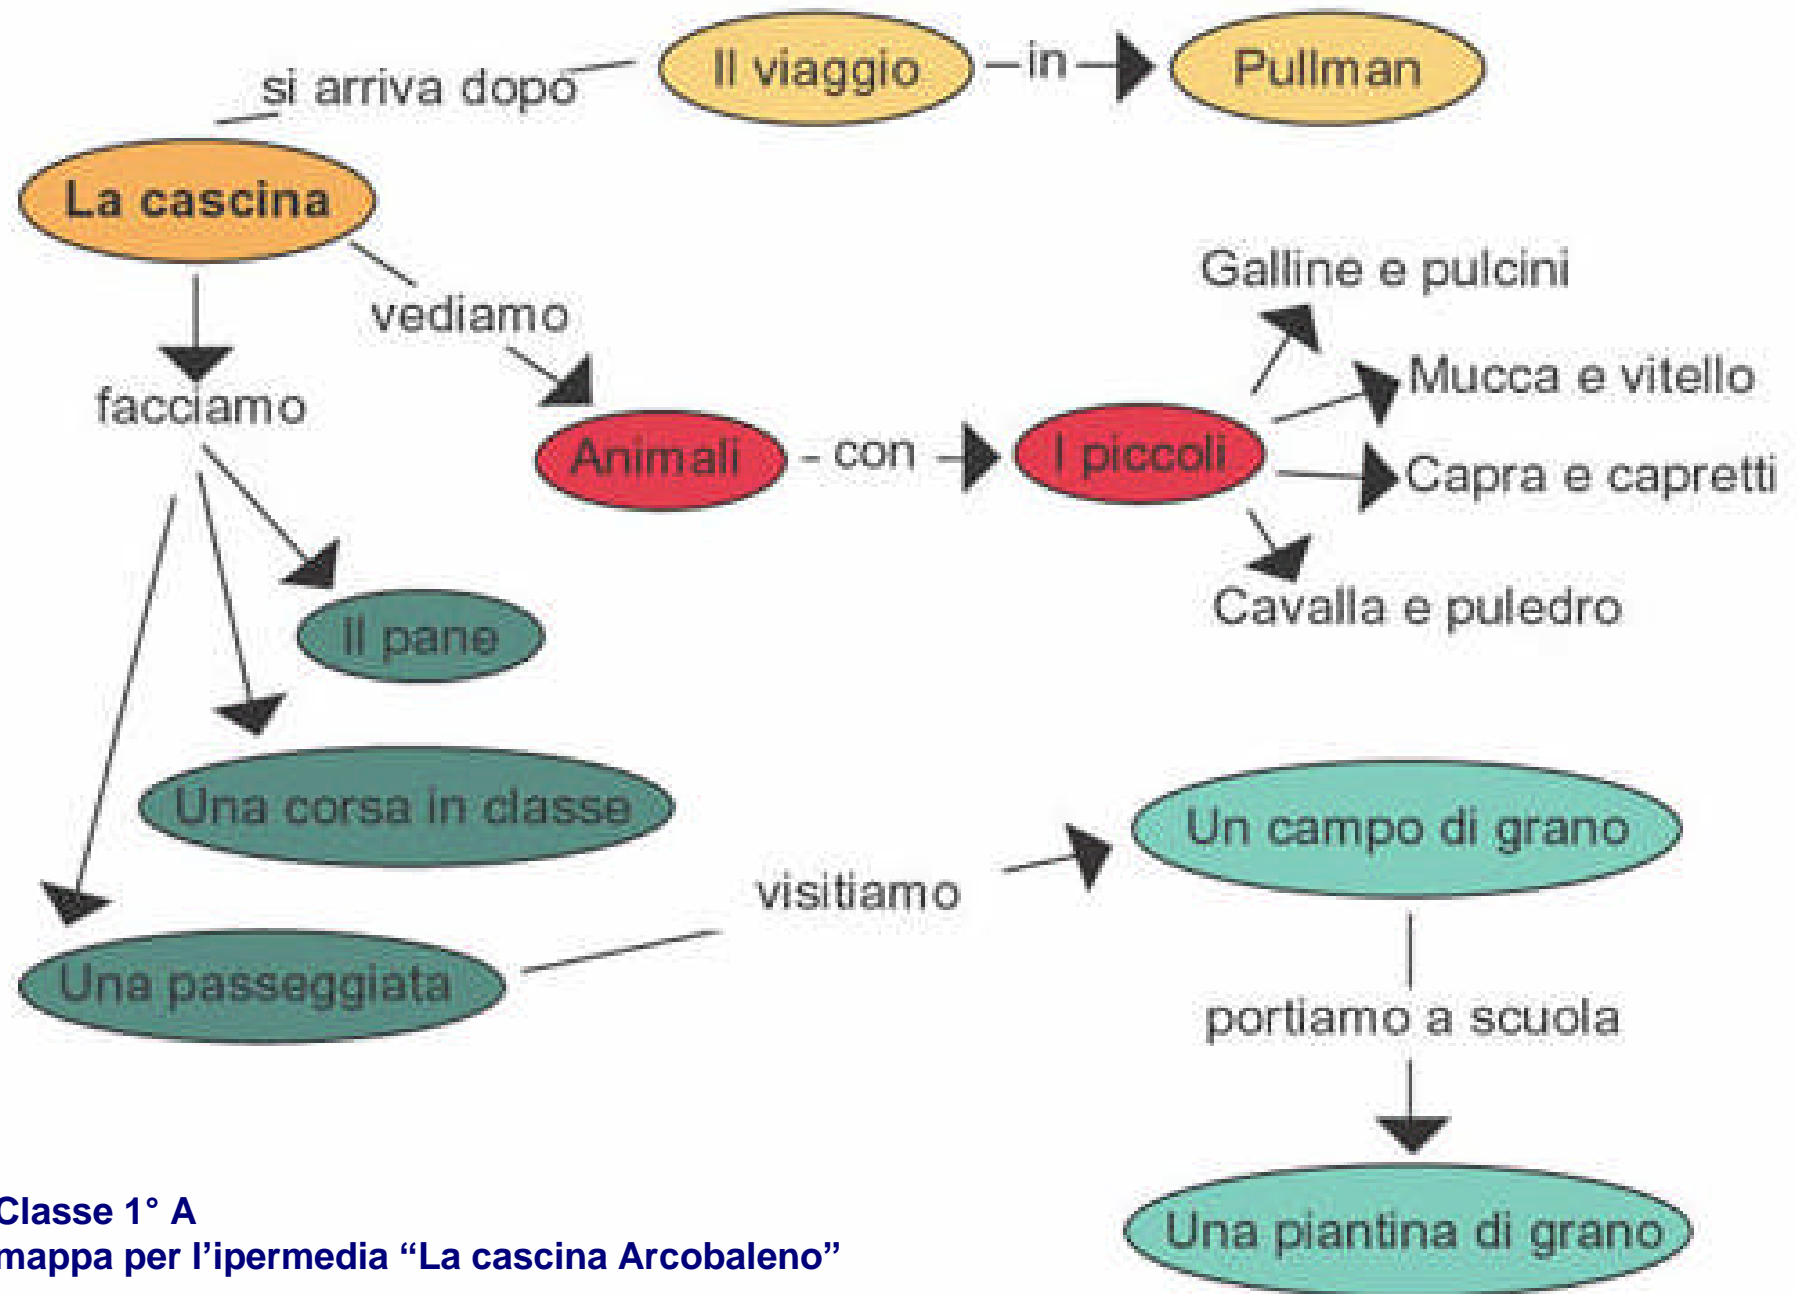 si arriva dopo
Il viaggio
in
Pullman
La cascina
vediamo
facciamo
Animali
con
I piccoli
Galline e pulcini
Mucca e vitello
Capra e capretti
Cavalla e puledro
Il pane
Una corsa in classe
Una passeggiata
visitiamo
Un campo di grano
portiamo a scuola
Una piantina di grano
Classe 1° A
mappa per l’ipermedia “La cascina Arcobaleno”